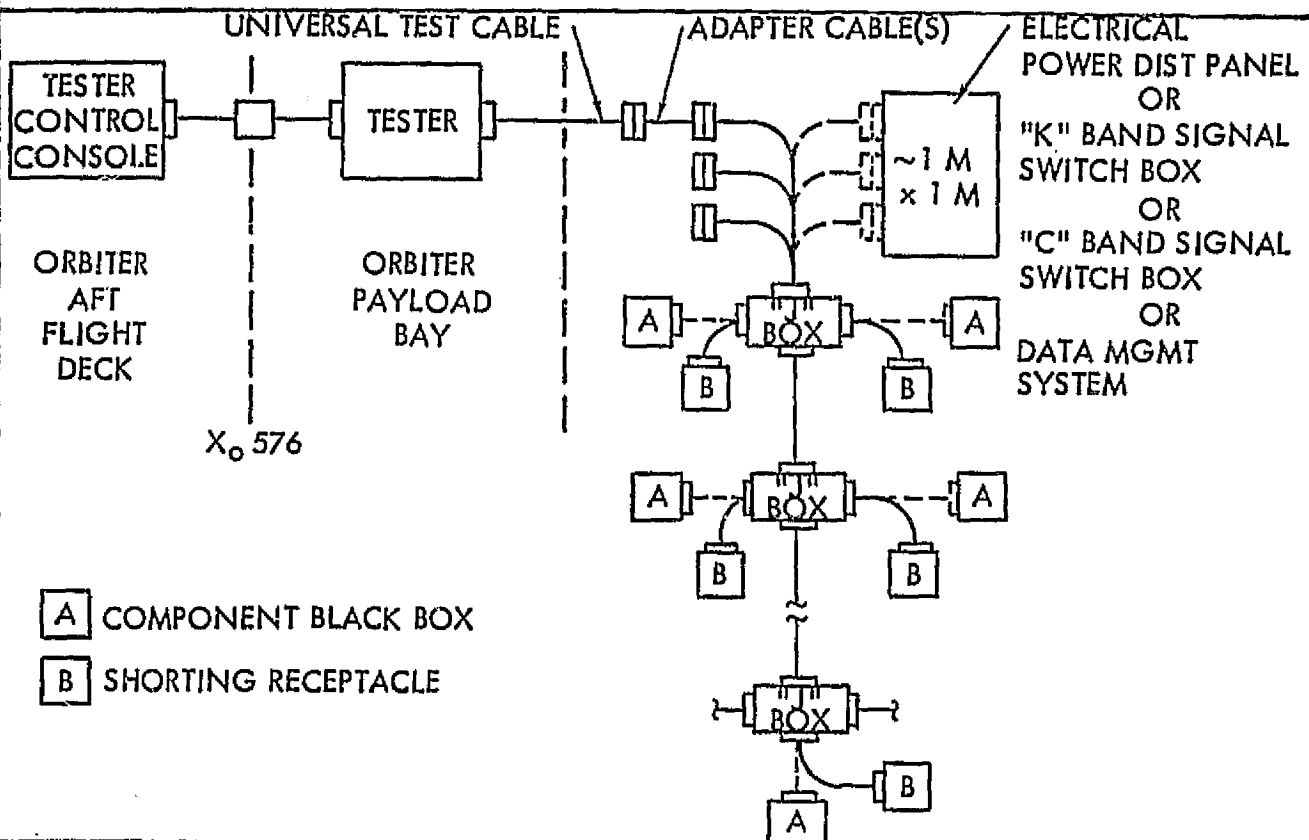 UNIVERSAL TEST CABLE
ADAPTER CABLE(S)
ELECTRICAL
POWER DIST PANEL
OR
"K" BAND SIGNAL
SWITCH BOX
OR
"C" BAND SIGNAL
SWITCH BOX
OR
DATA MGMT
SYSTEM
TESTER
CONTROL
CONSOLE
TESTER
~1 M
x 1 M
ORBITER
AFT
FLIGHT
DECK
ORBITER
PAYLOAD
BAY
Xo 576
A
BOX
A
B
B
A
BOX
A
B
B
A COMPONENT BLACK BOX
B SHORTING RECEPTACLE
BOX
B
A